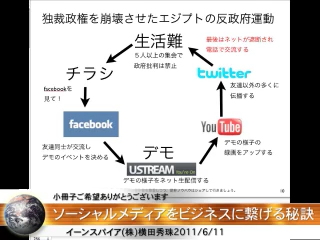 独裁政権を崩壊させたエジプトの反政府運動
生活難
５人以上の集会で
政府批判は禁止
最後はネットが遮断され
電話で交流する
チラシ
twitter
facebookを
見て！
友達以外の多くに
伝播する
facebook
YouTube
友達同士が交流し
デモのイベントを決める
デモ
デモの様子の
録画をアップする
USTREAM
You're On
デモの様子をネット生配信する
小冊子ご希望ありがとうございます
ソーシャルメディアをビジネスに繋げる秘訣
イーンスパイア(株)横田秀珠2011/6/11